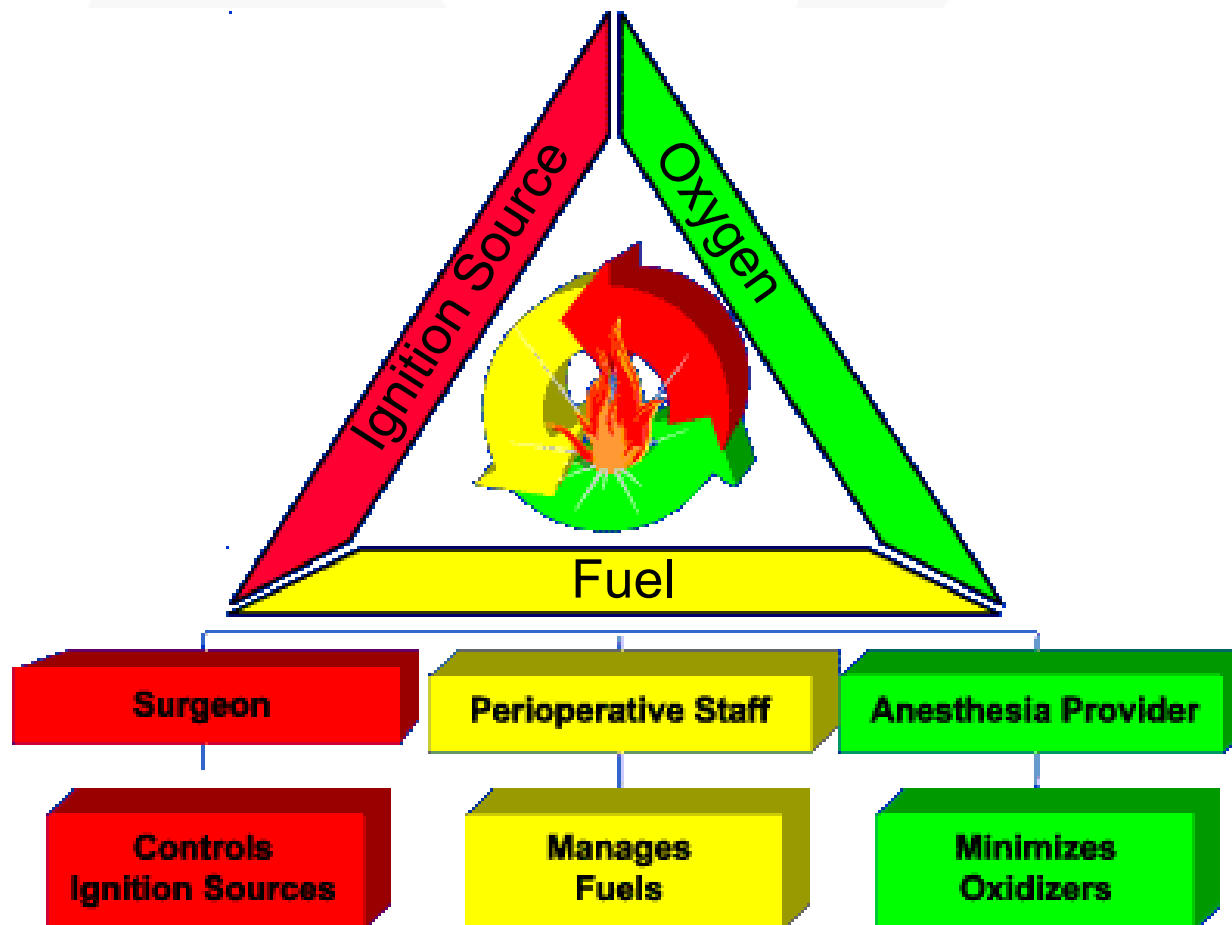 Ignition Source
Oxygen
Fuel
Surgeon
Perioperative Staff
Anesthesia Provider
Controls
Ignition Sources
Manages
Fuels
Minimizes
Oxidizers